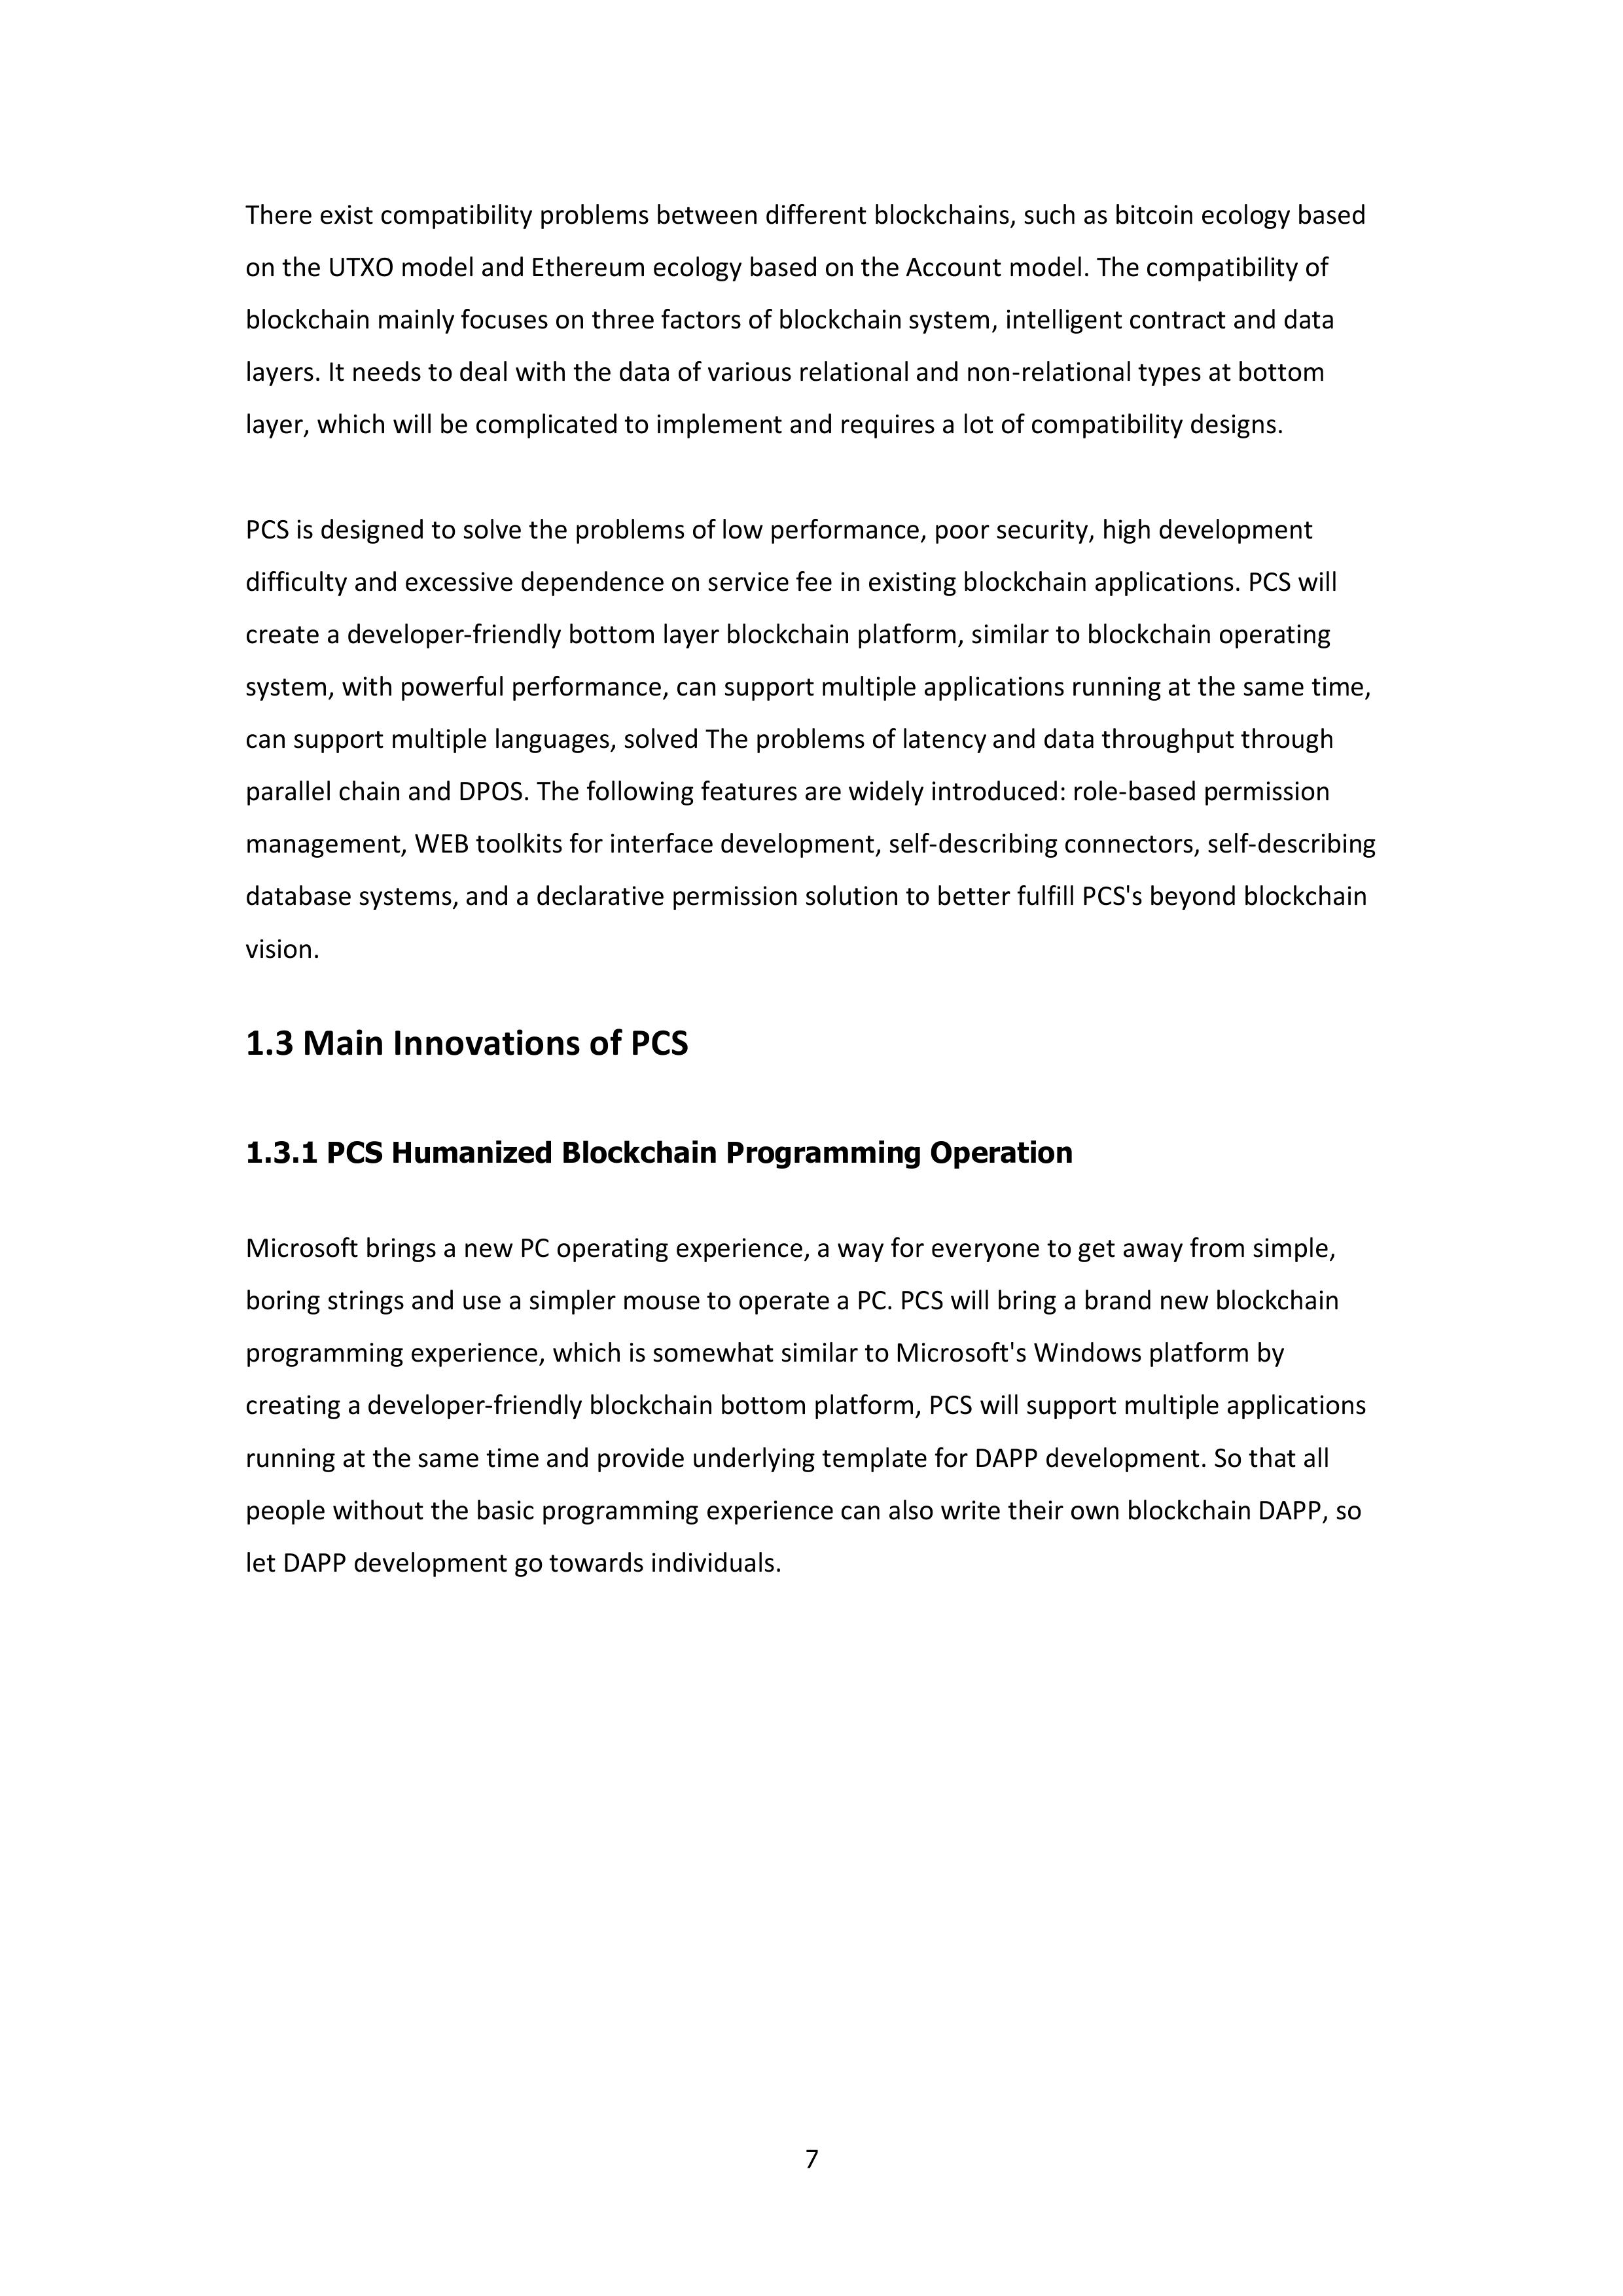 There exist compatibility problems between different blockchains, such as bitcoin ecology based
on the UTXO model and Ethereum ecology based on the Account model. The compatibility of
blockchain mainly focuses on three factors of blockchain system, intelligent contract and data
layers. It needs to deal with the data of various relational and non-relational types at bottom
layer, which will be complicated to implement and requires a lot of compatibility designs.
PCS is designed to solve the problems of low performance, poor security, high development
difficulty and excessive dependence on service fee in existing blockchain applications. PCS will
create a developer-friendly bottom layer blockchain platform, similar to blockchain operating
system, with powerful performance, can support multiple applications running at the same time,
can support multiple languages, solved The problems of latency and data throughput through
parallel chain and DPOS. The following features are widely introduced: role-based permission
management, WEB toolkits for interface development, self-describing connectors, self-describing
database systems, and a declarative permission solution to better fulfill PCS's beyond blockchain
vision.
1.3 Main Innovations of PCS
1.3.1 PCS Humanized Blockchain Programming Operation
Microsoft brings a new PC operating experience, a way for everyone to get away from simple,
boring strings and use a simpler mouse to operate a PC. PCS will bring a brand new blockchain
programming experience, which is somewhat similar to Microsoft's Windows platform by
creating a developer-friendly blockchain bottom platform, PCS will support multiple applications
running at the same time and provide underlying template for DAPP development. So that all
people without the basic programming experience can also write their own blockchain DAPP, so
let DAPP development go towards individuals.
7